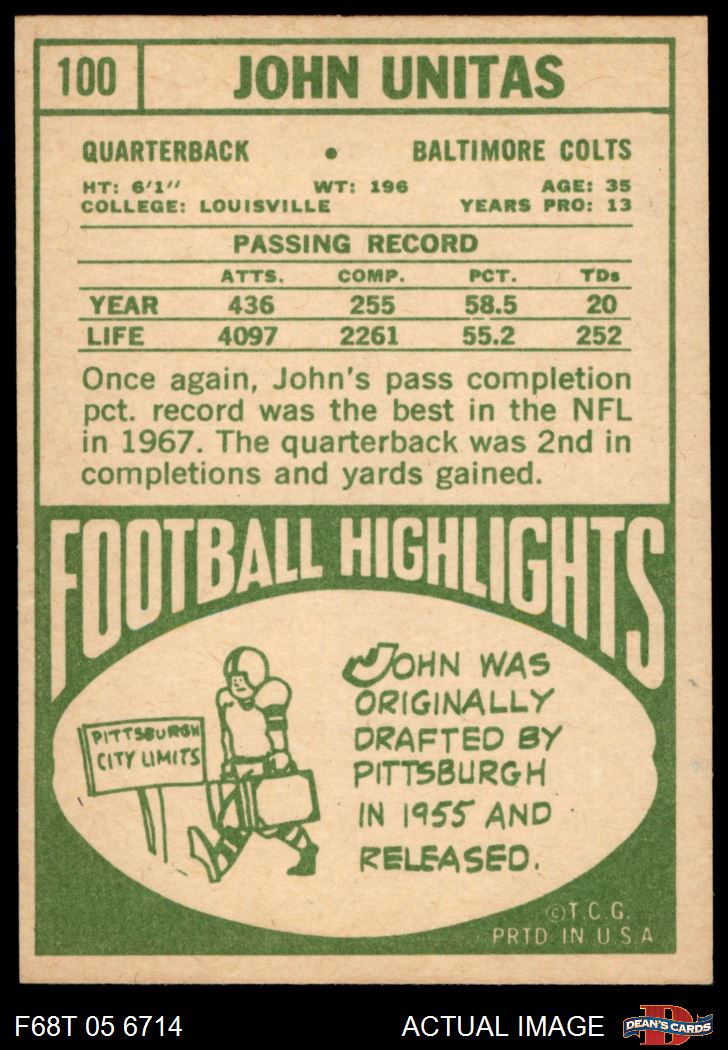 100 JOHN UNITAS
QUARTERBACK • BALTIMORE COLTS
HT: 6'1" WT: 196 AGE: 35
COLLEGE: LOUISVILLE YEARS PRO: 13
PASSING RECORD
ATTS. COMP. PCT. TDs
YEAR 436 255 58.5 20
LIFE 4097 2261 55.2 252
Once again, John's pass completion
pct. record was the best in the NFL
in 1967. The quarterback was 2nd in
completions and yards gained.
FOOTBALL HIGHLIGHTS
PITTSBURGH
CITY LIMITS
JOHN WAS
ORIGINALLY
DRAFTED BY
PITTSBURGH
IN 1955 AND
RELEASED.
©T.C.G.
PRTD IN U.S.A
F68T 05 6714 ACTUAL IMAGE
D
DEAN'S CARDS